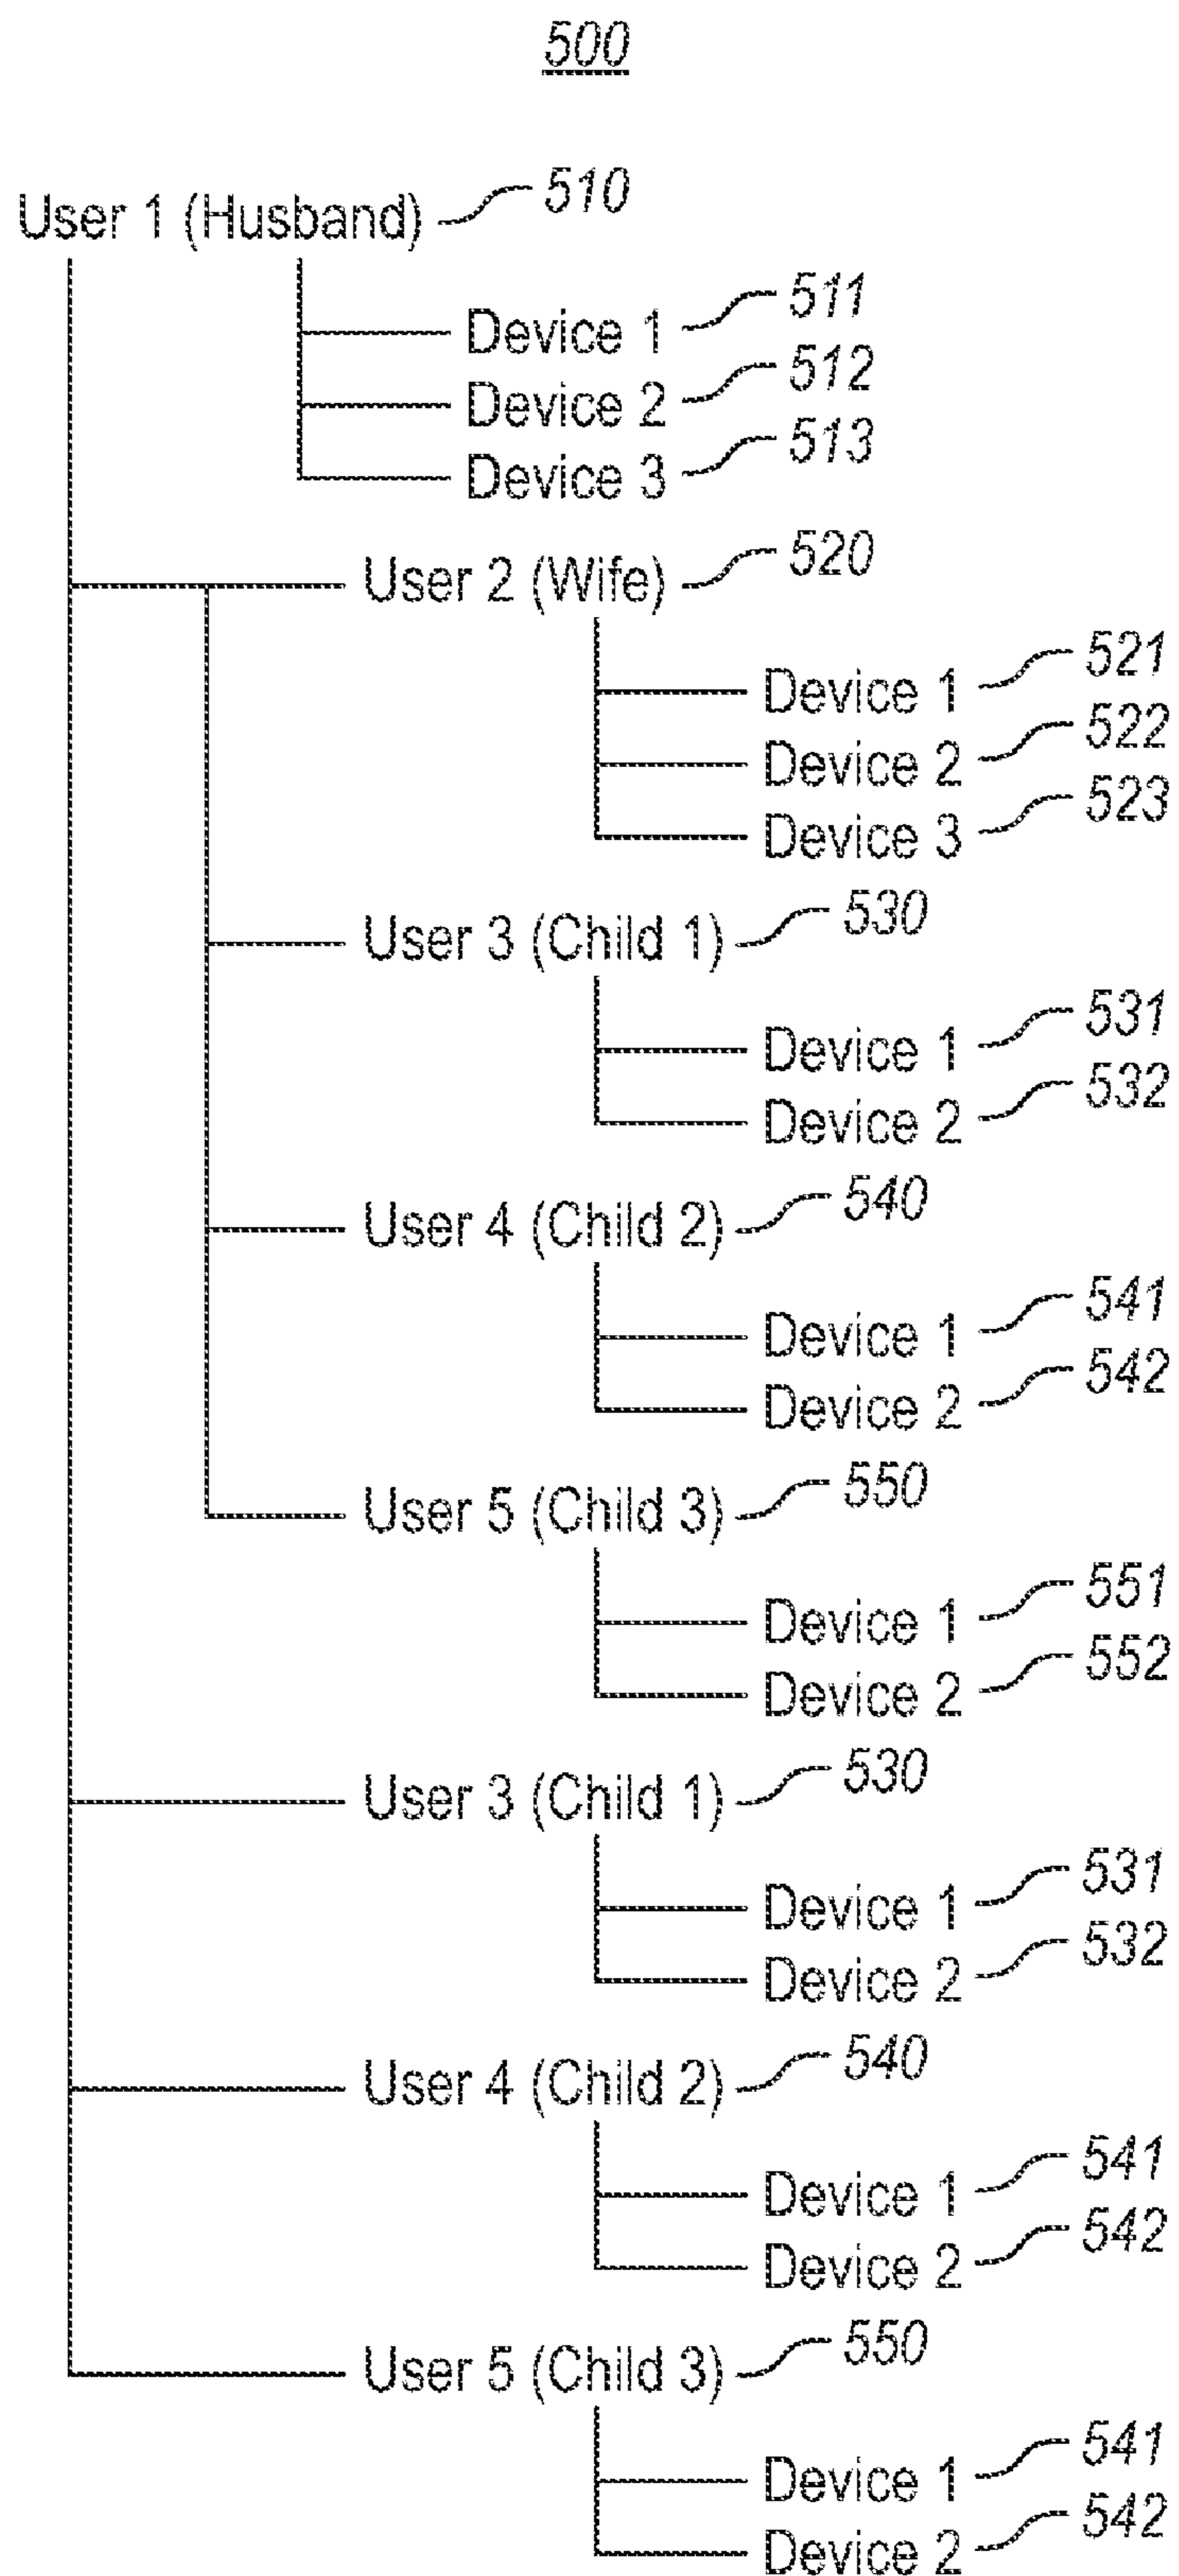 500
User 1 (Husband) 510
Device 1 511
Device 2 512
Device 3 513
User 2 (Wife) 520
Device 1 521
Device 2 522
Device 3 523
User 3 (Child 1) 530
Device 1 531
Device 2 532
User 4 (Child 2) 540
Device 1 541
Device 2 542
User 5 (Child 3) 550
Device 1 551
Device 2 552
User 3 (Child 1) 530
Device 1 531
Device 2 532
User 4 (Child 2) 540
Device 1 541
Device 2 542
User 5 (Child 3) 550
Device 1 541
Device 2 542